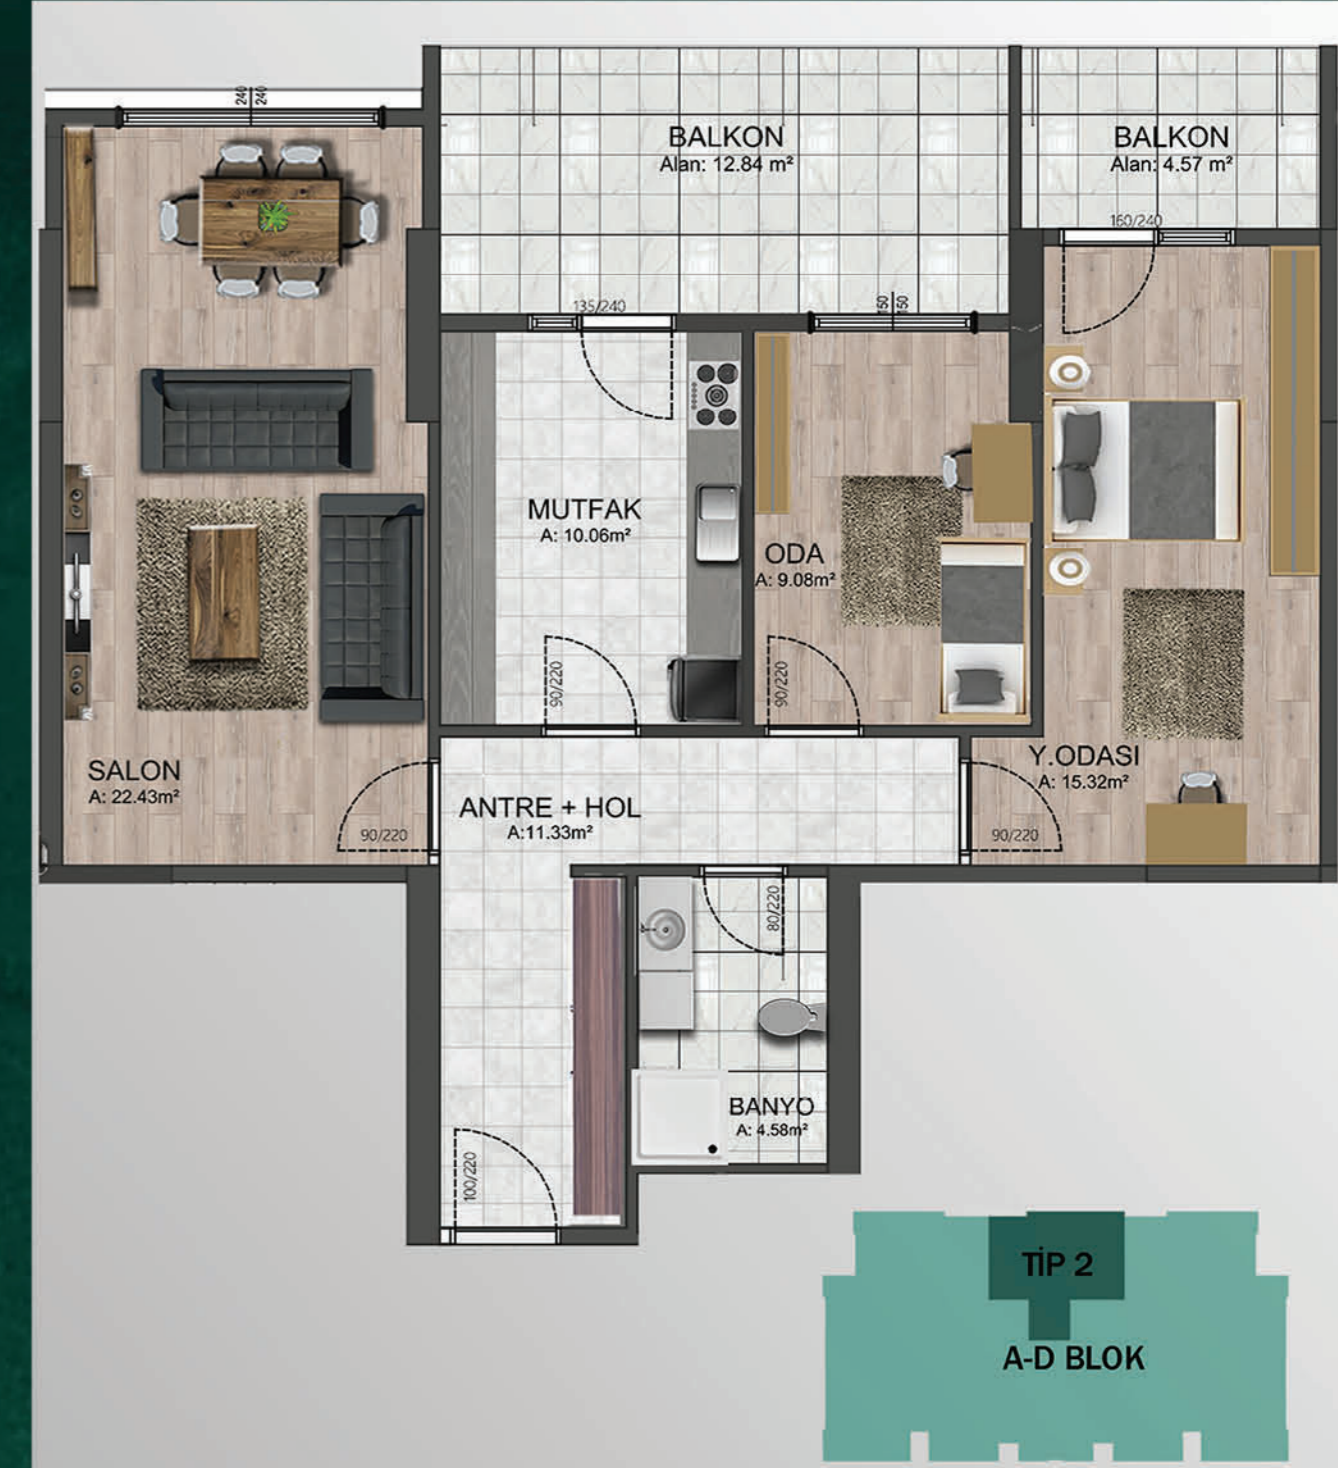 240
240
BALKON
Alan: 12.84 m²
BALKON
Alan: 4.57 m²
160/240
135/240
150
150
MUTFAK
A: 10.06m²
ODA
A: 9.08m²
90/220
90/220
SALON
A: 22.43m²
90/220
ANTRE + HOL
A:11.33m²
Y.ODASI
A: 15.32m²
90/220
80/220
BANYO
A: 4.58m²
100/220
TİP 2
A-D BLOK